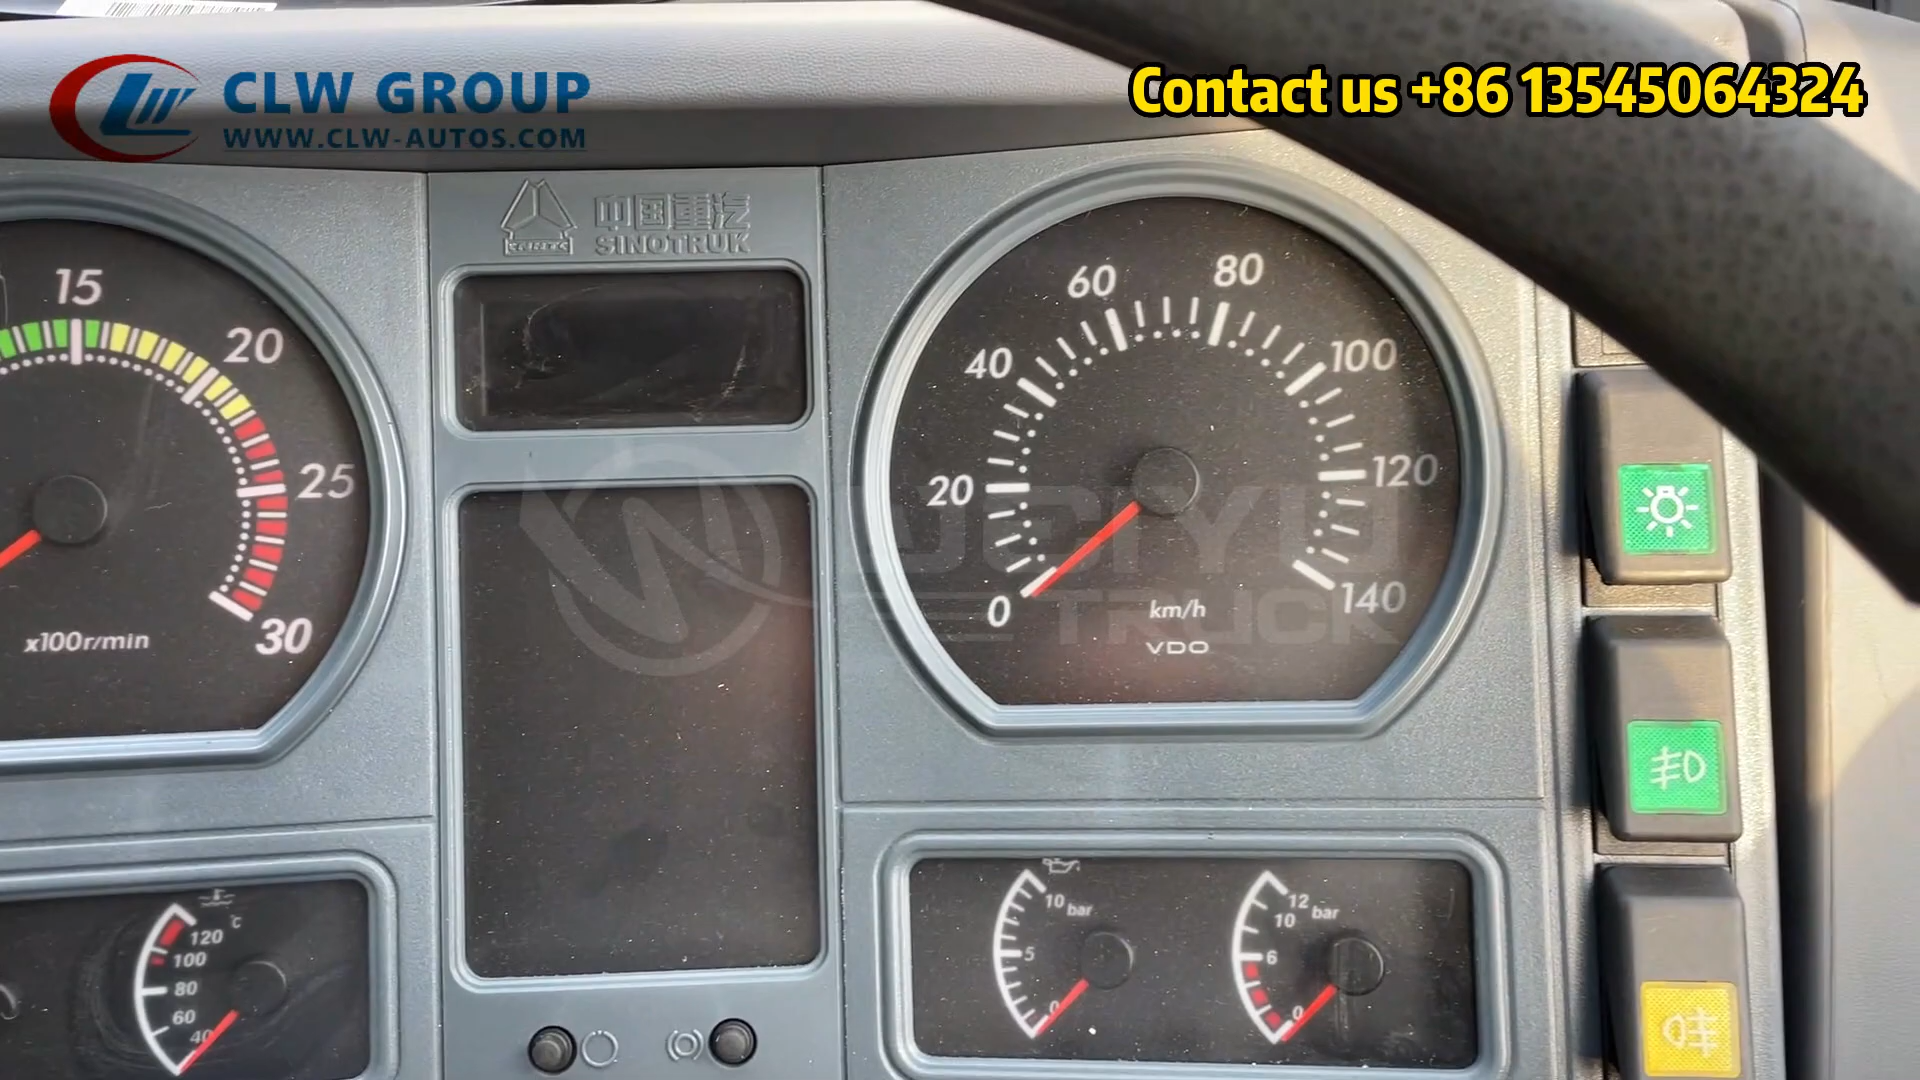 CLW GROUP
WWW.CLW-AUTOS.COM
Contact us +86 13545064324
中国重汽
SINOTRUK
15
20
25
30
x100r/min
0
20
40
60
80
100
120
140
km/h
VDO
WUCIYU
TRUCK
120
100
80
60
40
°C
10 bar
5
0
12
10 bar
6
0